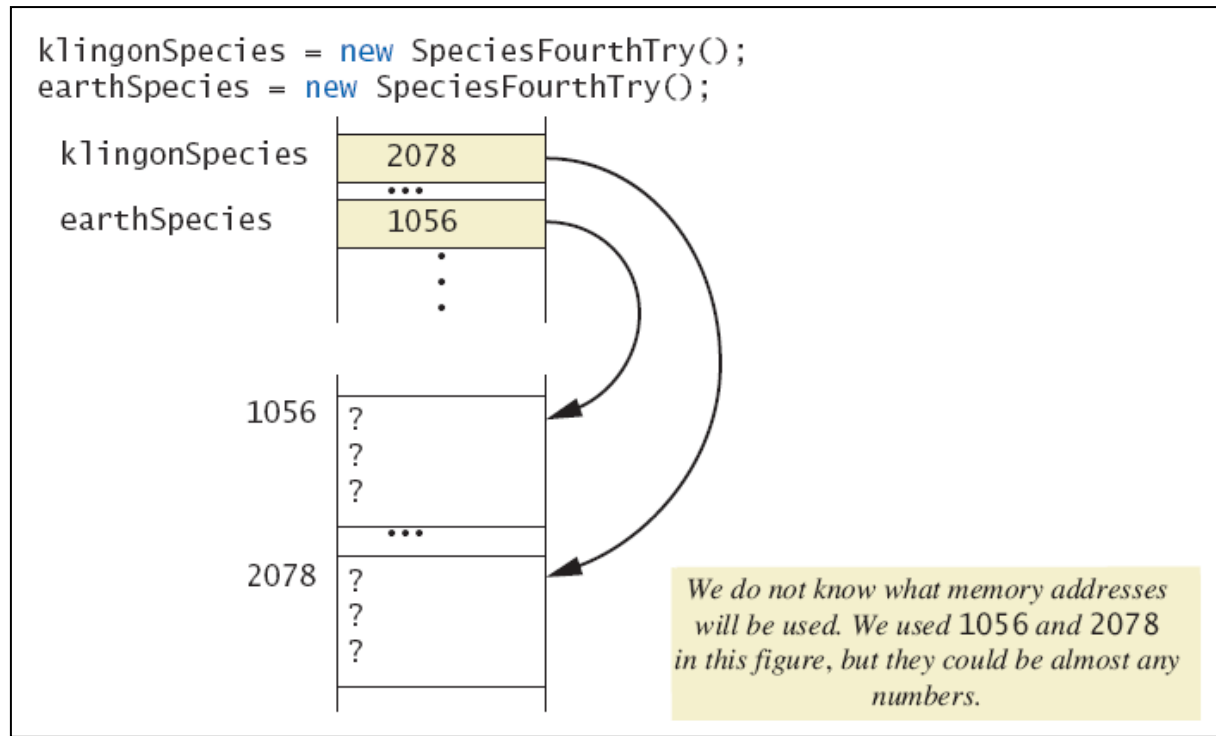 klingonSpecies = new SpeciesFourthTry();
earthSpecies = new SpeciesFourthTry();
klingonSpecies 2078
•••
earthSpecies 1056
1056 ?
?
?
•••
2078 ?
?
?
We do not know what memory addresses
will be used. We used 1056 and 2078
in this figure, but they could be almost any
numbers.